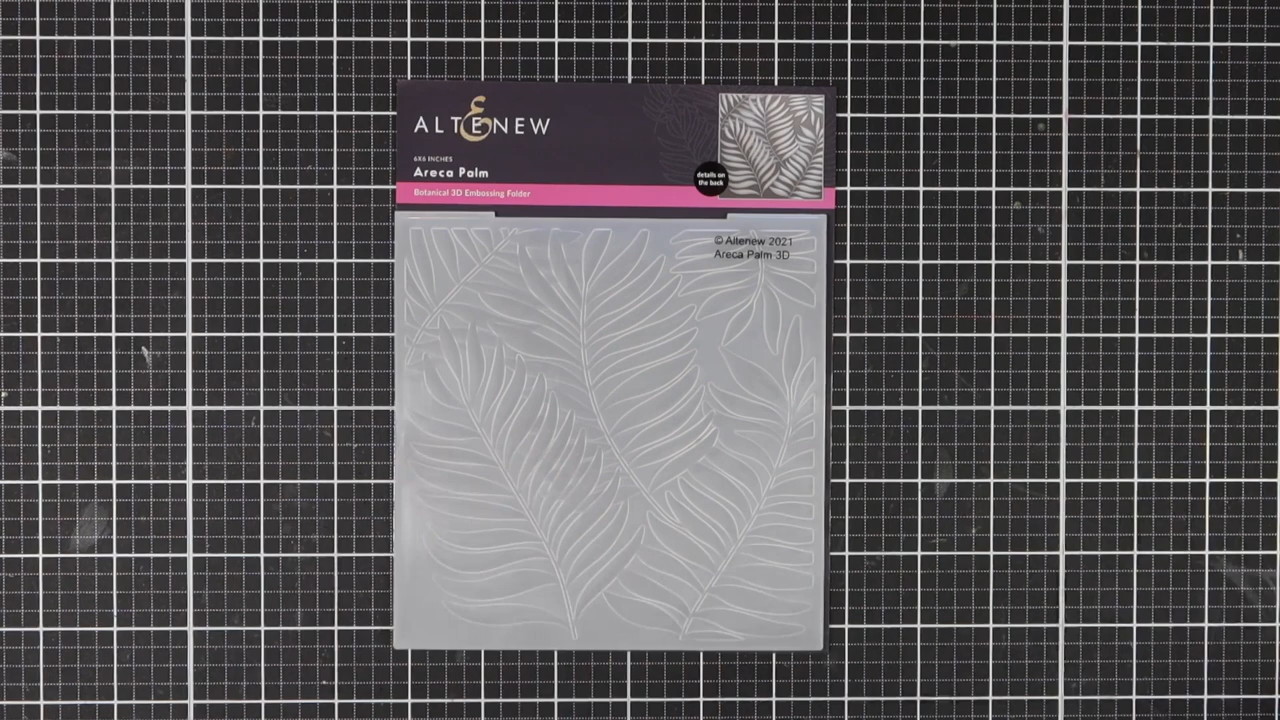 ALTENEW
6X6 INCHES
Areca Palm
Botanical 3D Embossing Folder
details on
the back
© Altenew 2021
Areca Palm 3D